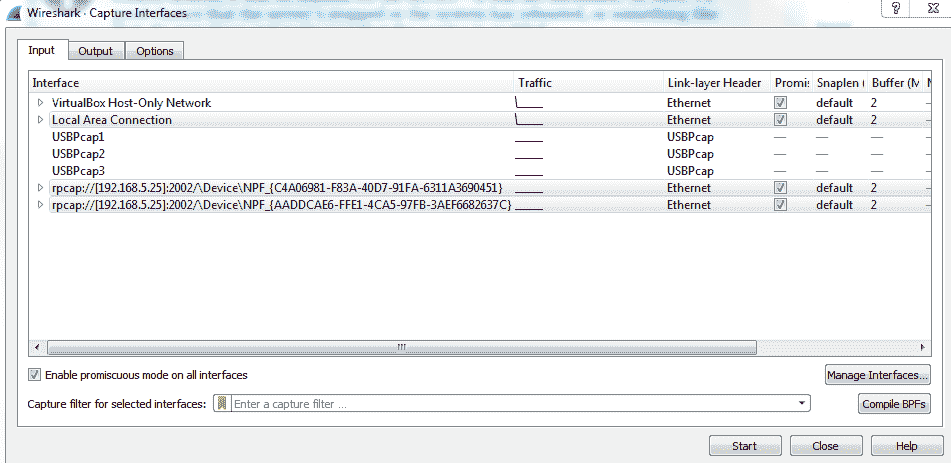 Wireshark · Capture Interfaces
Input Output Options
Interface Traffic Link-layer Header Promis Snaplen ( Buffer (M
VirtualBox Host-Only Network Ethernet default 2 —
Local Area Connection Ethernet default 2 —
USBPcap1 USBPcap — — — —
USBPcap2 USBPcap — — — —
USBPcap3 USBPcap — — — —
rpcap://[192.168.5.25]:2002/\Device\NPF_{C4A06981-F83A-40D7-91FA-6311A3690451} Ethernet default 2 —
rpcap://[192.168.5.25]:2002/\Device\NPF_{AADDCAE6-FFE1-4CA5-97FB-3AEF6682637C} Ethernet default 2 —
Enable promiscuous mode on all interfaces Manage Interfaces...
Capture filter for selected interfaces: Enter a capture filter ... Compile BPFs
Start Close Help